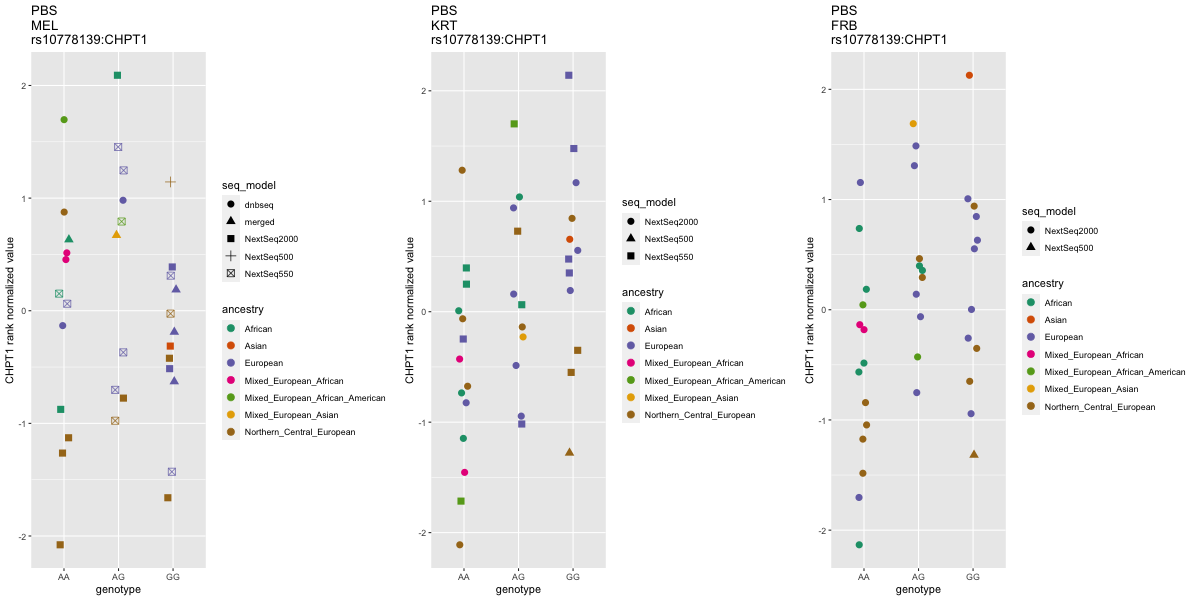 PBS
MEL
rs10778139:CHPT1
CHPT1 rank normalized value
2
1
0
-1
-2
AA
AG
GG
genotype
seq_model
dnbseq
merged
NextSeq2000
NextSeq500
NextSeq550
ancestry
African
Asian
European
Mixed_European_African
Mixed_European_African_American
Mixed_European_Asian
Northern_Central_European
PBS
KRT
rs10778139:CHPT1
CHPT1 rank normalized value
2
1
0
-1
-2
AA
AG
GG
genotype
seq_model
NextSeq2000
NextSeq500
NextSeq550
ancestry
African
Asian
European
Mixed_European_African
Mixed_European_African_American
Mixed_European_Asian
Northern_Central_European
PBS
FRB
rs10778139:CHPT1
CHPT1 rank normalized value
2
1
0
-1
-2
AA
AG
GG
genotype
seq_model
NextSeq2000
NextSeq500
ancestry
African
Asian
European
Mixed_European_African
Mixed_European_African_American
Mixed_European_Asian
Northern_Central_European